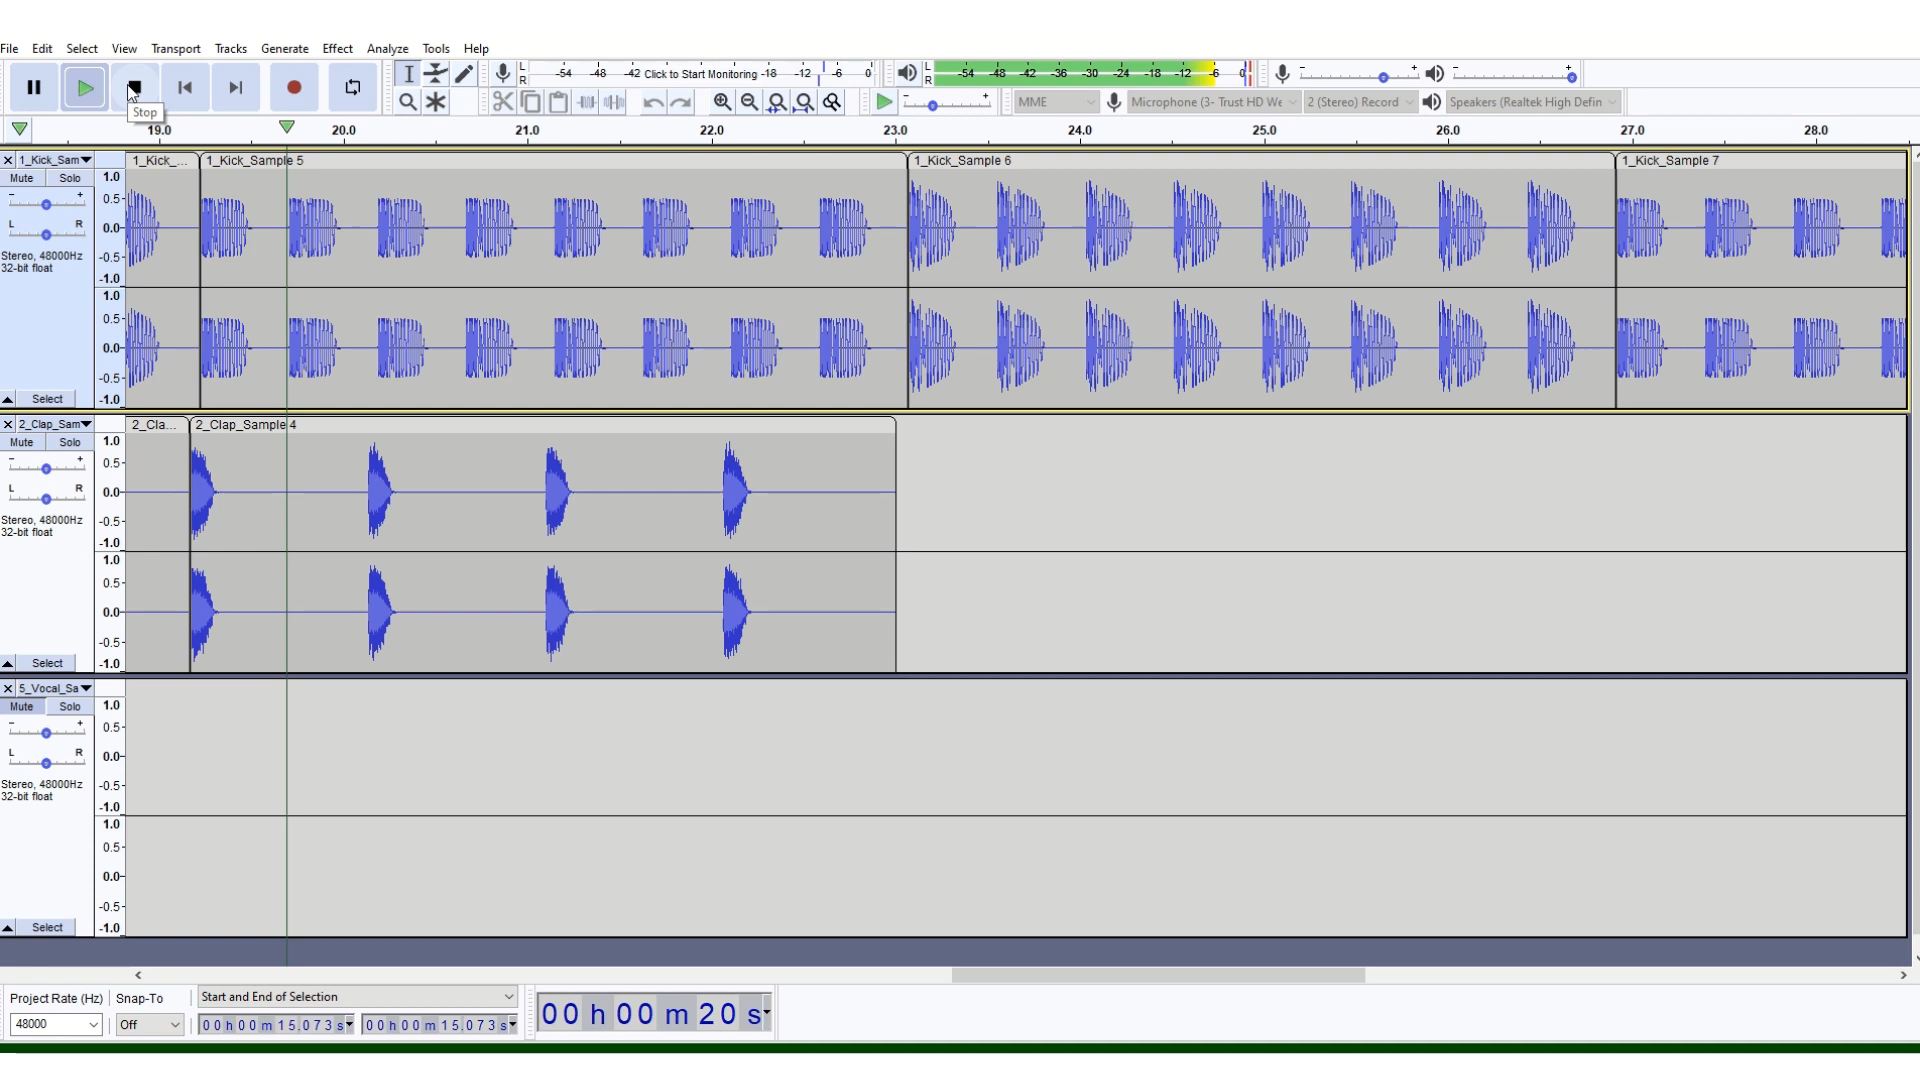 File Edit Select View Transport Tracks Generate Effect Analyze Tools Help
L R -54 -48 -42 Click to Start Monitoring -18 -12 -6 0
L R -54 -48 -42 -36 -30 -24 -18 -12 -6 0
- + - +
Stop
- + MME Microphone (3- Trust HD We 2 (Stereo) Record Speakers (Realtek High Defin
19.0 20.0 21.0 22.0 23.0 24.0 25.0 26.0 27.0 28.0
1_Kick_Sam 1_Kick_... 1_Kick_Sample 5 1_Kick_Sample 6 1_Kick_Sample 7
Mute Solo
- +
L R
Stereo, 48000Hz
32-bit float
Select
1.0
0.5-
0.0-
-0.5-
-1.0
1.0
0.5-
0.0-
-0.5-
-1.0
2_Clap_Sam 2_Cla... 2_Clap_Sample 4
Mute Solo
- +
L R
Stereo, 48000Hz
32-bit float
Select
1.0
0.5-
0.0-
-0.5-
-1.0
1.0
0.5-
0.0-
-0.5-
-1.0
5_Vocal_Sa
Mute Solo
- +
L R
Stereo, 48000Hz
32-bit float
Select
1.0
0.5-
0.0-
-0.5-
-1.0
1.0
0.5-
0.0-
-0.5-
-1.0
Project Rate (Hz) Snap-To Start and End of Selection
48000 Off 00h00m15.073s 00h00m15.073s
00h00m20s